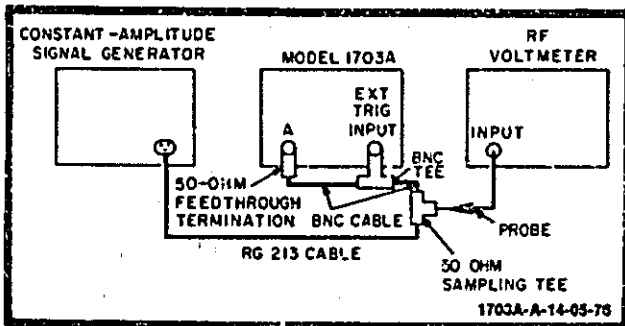 CONSTANT-AMPLITUDE
SIGNAL GENERATOR
MODEL 1703A
RF
VOLTMETER
EXT
TRIG
INPUT
A
INPUT
BNC
TEE
50-OHM
FEEDTHROUGH
TERMINATION
BNC CABLE
PROBE
RG 213 CABLE
50 OHM
SAMPLING TEE
1703A-A-14-05-76